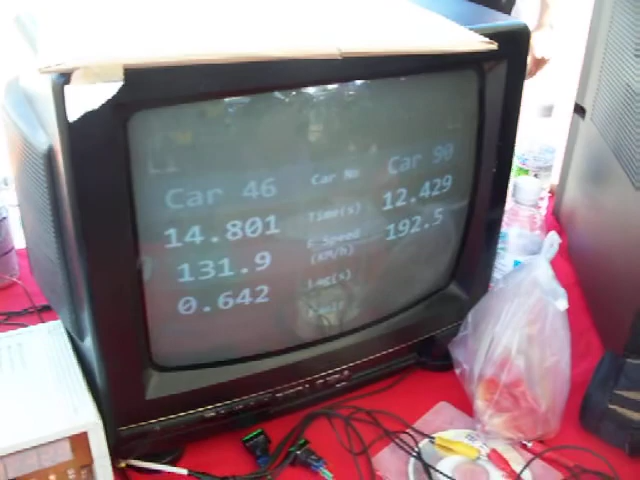 Car 46 Car No Car 90
14.801 Time(s) 12.429
131.9 E Speed 192.5
(KM/h)
0.642 Lag(s)